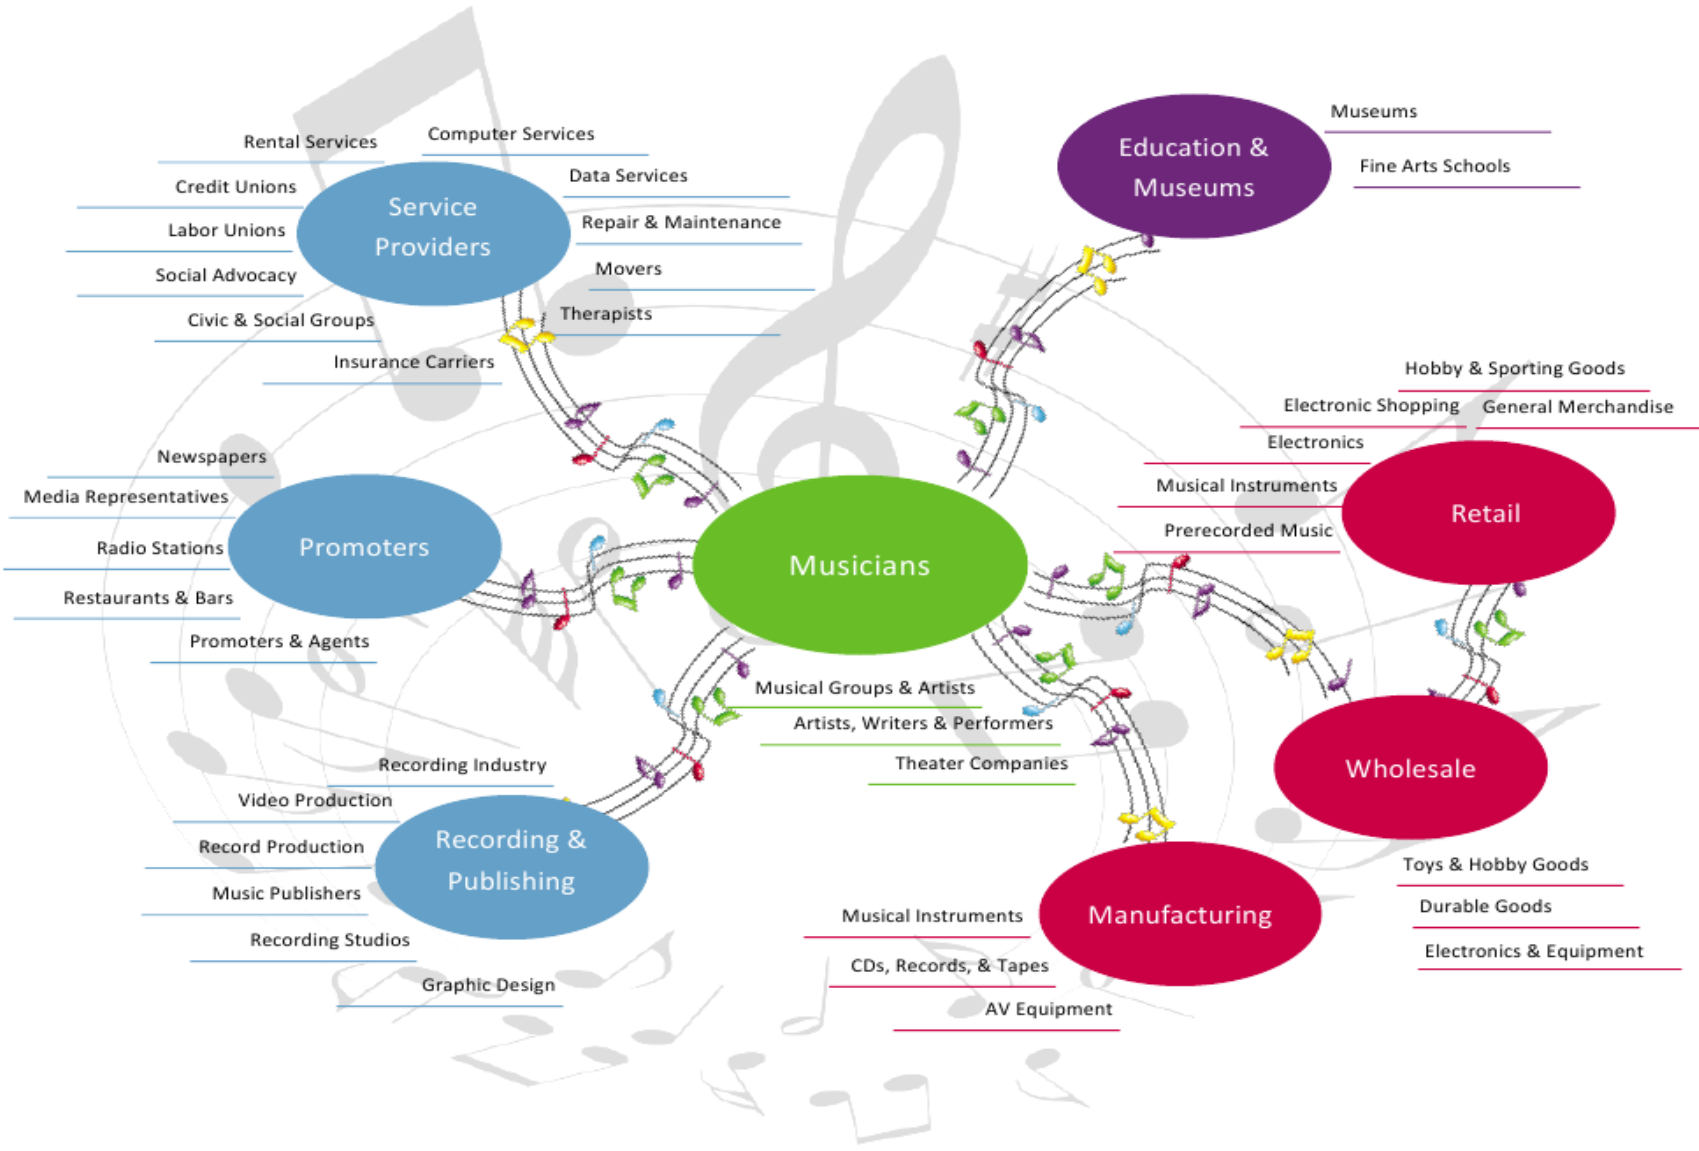 Rental Services
Computer Services
Credit Unions
Data Services
Labor Unions
Repair & Maintenance
Social Advocacy
Movers
Civic & Social Groups
Therapists
Insurance Carriers
Service
Providers
Education &
Museums
Museums
Fine Arts Schools
Hobby & Sporting Goods
Electronic Shopping
General Merchandise
Electronics
Musical Instruments
Prerecorded Music
Retail
Newspapers
Media Representatives
Radio Stations
Restaurants & Bars
Promoters & Agents
Promoters
Musicians
Musical Groups & Artists
Artists, Writers & Performers
Theater Companies
Wholesale
Toys & Hobby Goods
Durable Goods
Electronics & Equipment
Recording Industry
Video Production
Record Production
Music Publishers
Recording Studios
Graphic Design
Recording &
Publishing
Manufacturing
Musical Instruments
CDs, Records, & Tapes
AV Equipment